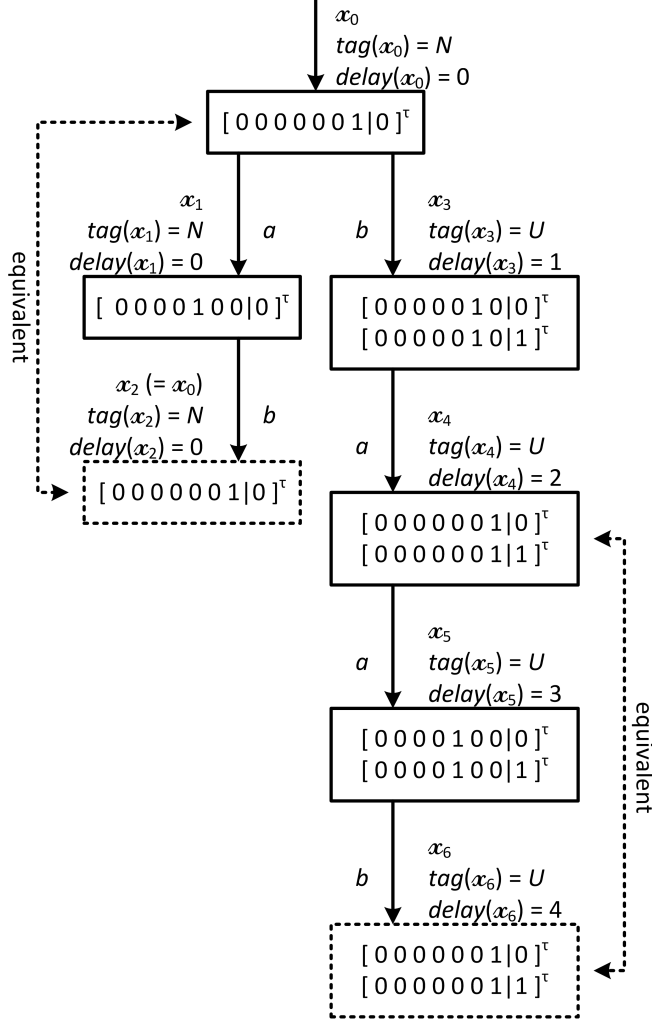 x₀
tag(x₀) = N
delay(x₀) = 0
[ 0 0 0 0 0 0 1|0 ]ᵀ
x₁
tag(x₁) = N
a
delay(x₁) = 0
[ 0 0 0 0 1 0 0|0 ]ᵀ
x₂ (= x₀)
tag(x₂) = N
b
delay(x₂) = 0
[ 0 0 0 0 0 0 1|0 ]ᵀ
equivalent
x₃
b
tag(x₃) = U
delay(x₃) = 1
[ 0 0 0 0 0 1 0|0 ]ᵀ
[ 0 0 0 0 0 1 0|1 ]ᵀ
x₄
a
tag(x₄) = U
delay(x₄) = 2
[ 0 0 0 0 0 0 1|0 ]ᵀ
[ 0 0 0 0 0 0 1|1 ]ᵀ
x₅
a
tag(x₅) = U
delay(x₅) = 3
[ 0 0 0 0 1 0 0|0 ]ᵀ
[ 0 0 0 0 1 0 0|1 ]ᵀ
x₆
b
tag(x₆) = U
delay(x₆) = 4
[ 0 0 0 0 0 0 1|0 ]ᵀ
[ 0 0 0 0 0 0 1|1 ]ᵀ
equivalent